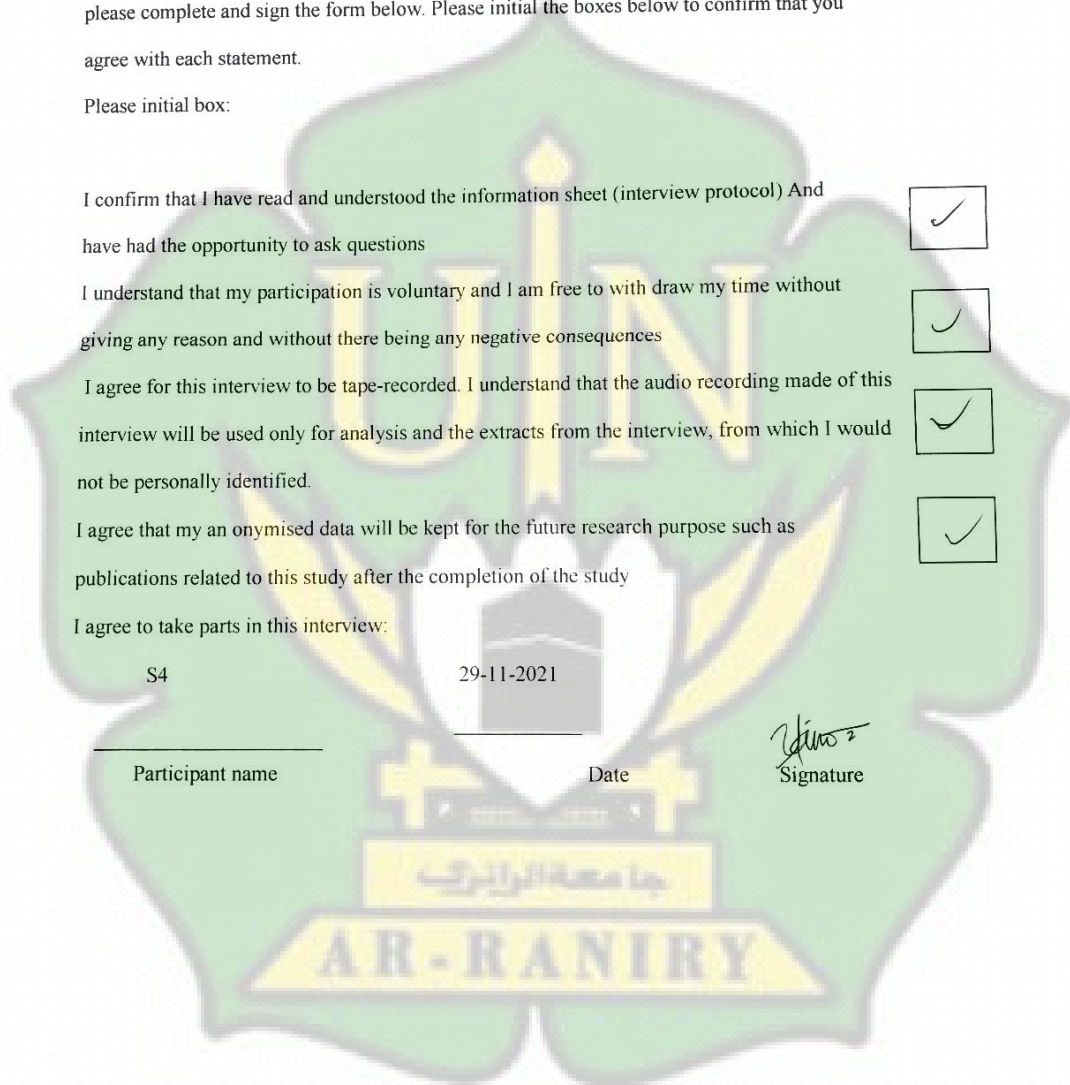 please complete and sign the form below. Please initial the boxes below to confirm that you
agree with each statement.
Please initial box:
I confirm that I have read and understood the information sheet (interview protocol) And
have had the opportunity to ask questions
I understand that my participation is voluntary and I am free to with draw my time without
giving any reason and without there being any negative consequences
I agree for this interview to be tape-recorded. I understand that the audio recording made of this
interview will be used only for analysis and the extracts from the interview, from which I would
not be personally identified.
I agree that my an onymised data will be kept for the future research purpose such as
publications related to this study after the completion of the study
I agree to take parts in this interview:
S4 29-11-2021
Participant name Date Signature
UIN
جامعة الرانري
AR-RANIRY